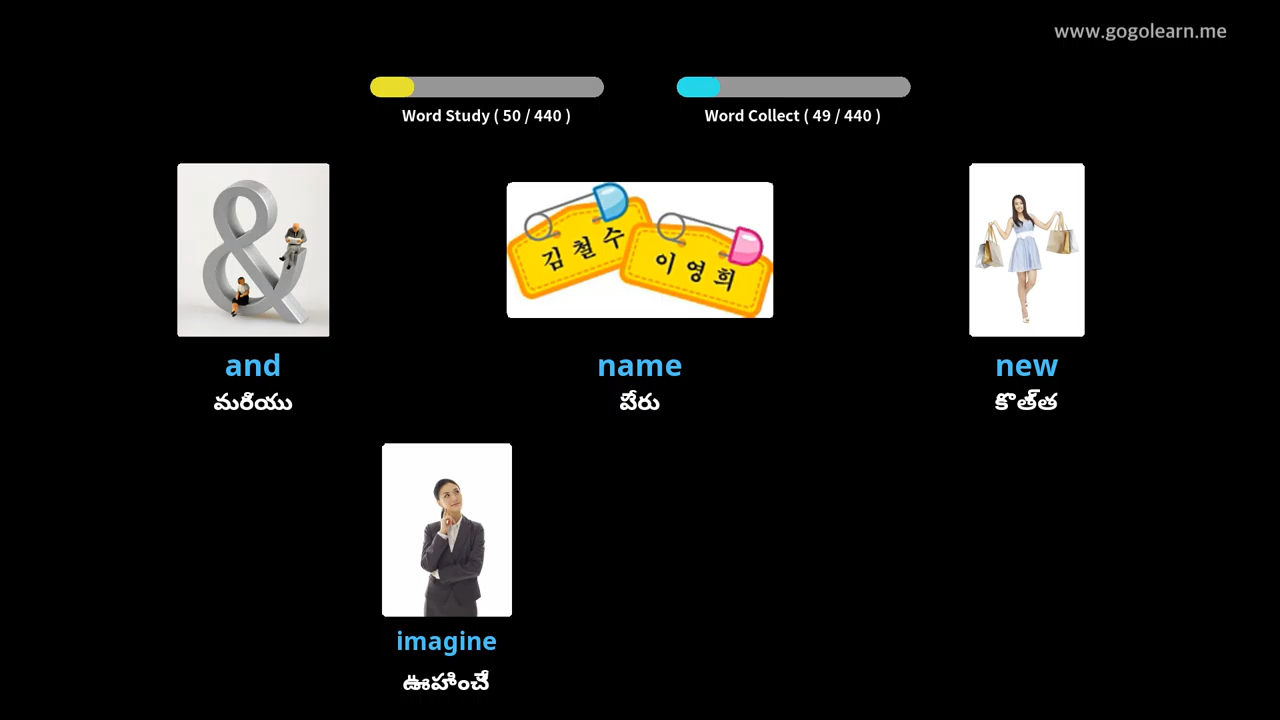 www.gogolearn.me
Word Study ( 50 / 440 )
Word Collect ( 49 / 440 )
김철수
이영희
and
name
new
మరియు
పేరు
కొత్త
imagine
ఊహించే